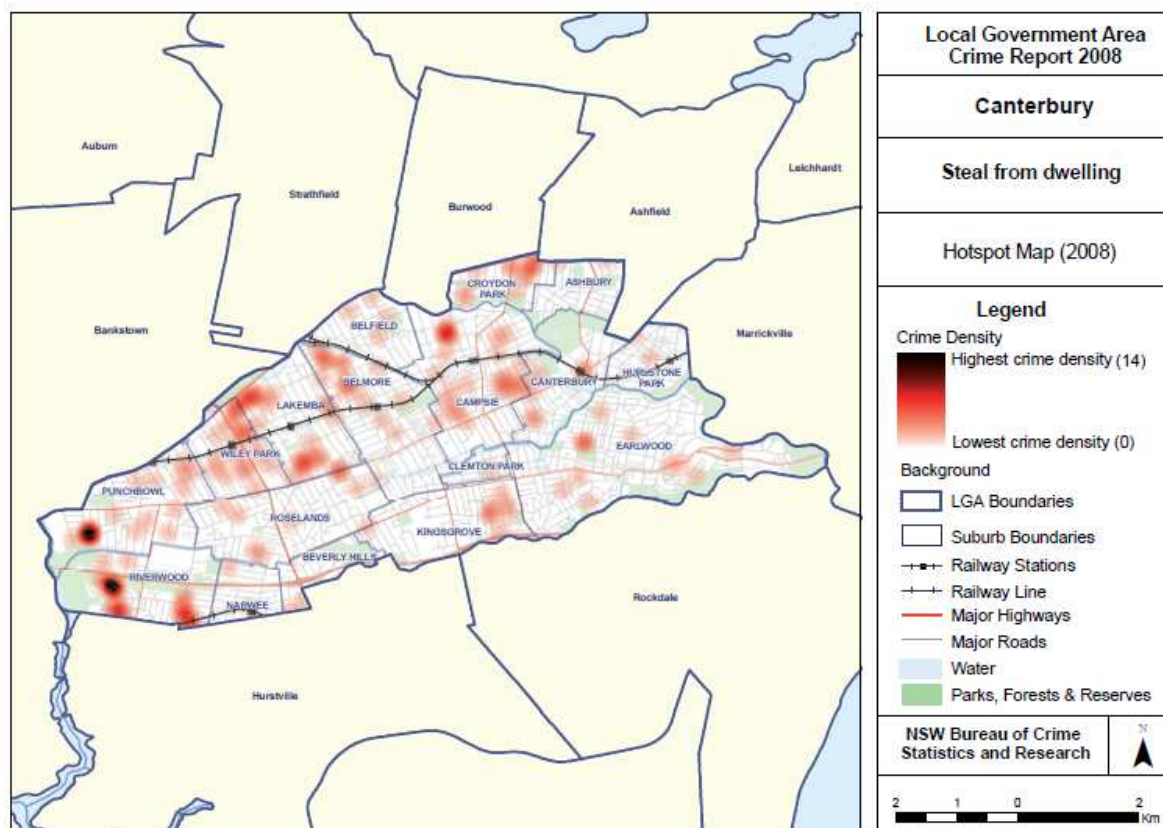 Auburn
Strathfield
Burwood
Ashfield
Leichhardt
Bankstown
Marrickville
CROYDON
PARK
ASHBURY
BELFIELD
BELMORE
LAKEMBA
CANTERBURY
HURLSTONE
PARK
CAMPSIE
WILEY PARK
EARLWOOD
CLEMTON PARK
PUNCHBOWL
ROSELANDS
KINGSGROVE
BEVERLY HILLS
RIVERWOOD
NARWEE
Rockdale
Hurstville
Local Government Area
Crime Report 2008
Canterbury
Steal from dwelling
Hotspot Map (2008)
Legend
Crime Density
Highest crime density (14)
Lowest crime density (0)
Background
LGA Boundaries
Suburb Boundaries
Railway Stations
Railway Line
Major Highways
Major Roads
Water
Parks, Forests & Reserves
NSW Bureau of Crime
Statistics and Research
N
2 1 0 2
Km